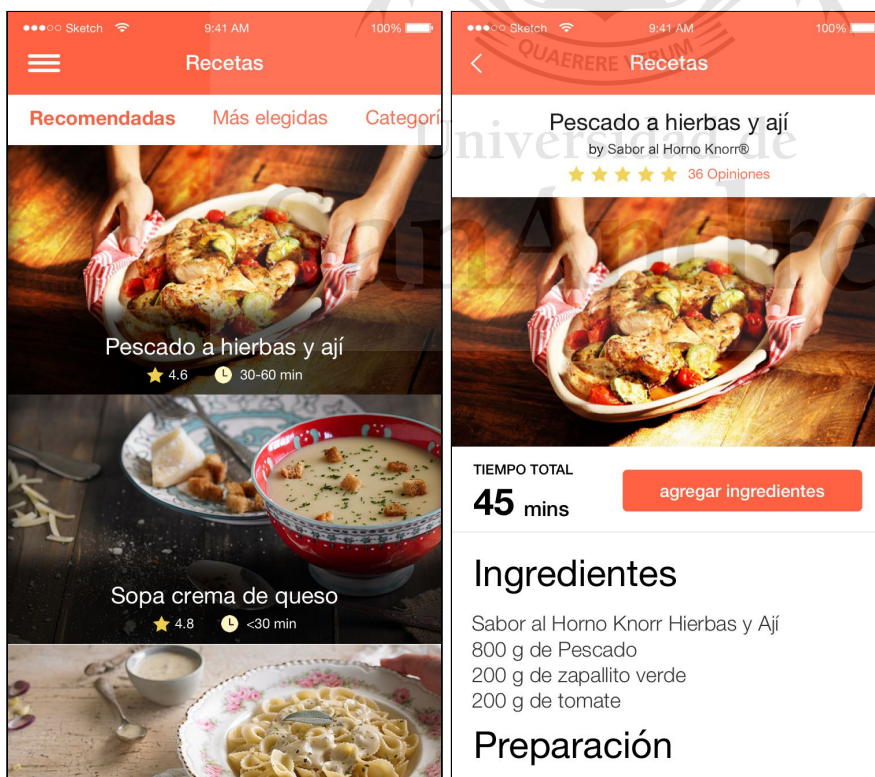 Sketch 9:41 AM 100%
Recetas
Recomendadas Más elegidas Categorí
Pescado a hierbas y ají
4.6 30-60 min
Sopa crema de queso
4.8 <30 min
Sketch 9:41 AM 100%
QUAERERE VERUM
Recetas
Universidad de
SanAndré
Pescado a hierbas y ají
by Sabor al Horno Knorr®
36 Opiniones
TIEMPO TOTAL
45 mins
agregar ingredientes
Ingredientes
Sabor al Horno Knorr Hierbas y Ají
800 g de Pescado
200 g de zapallito verde
200 g de tomate
Preparación